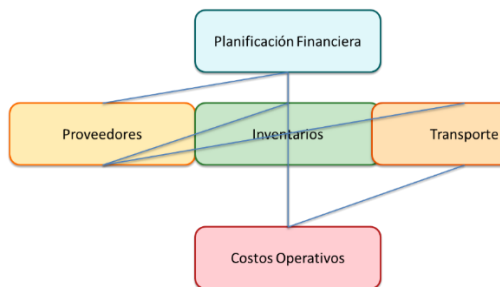 Planificación Financiera
Proveedores
Inventarios
Transporte
Costos Operativos